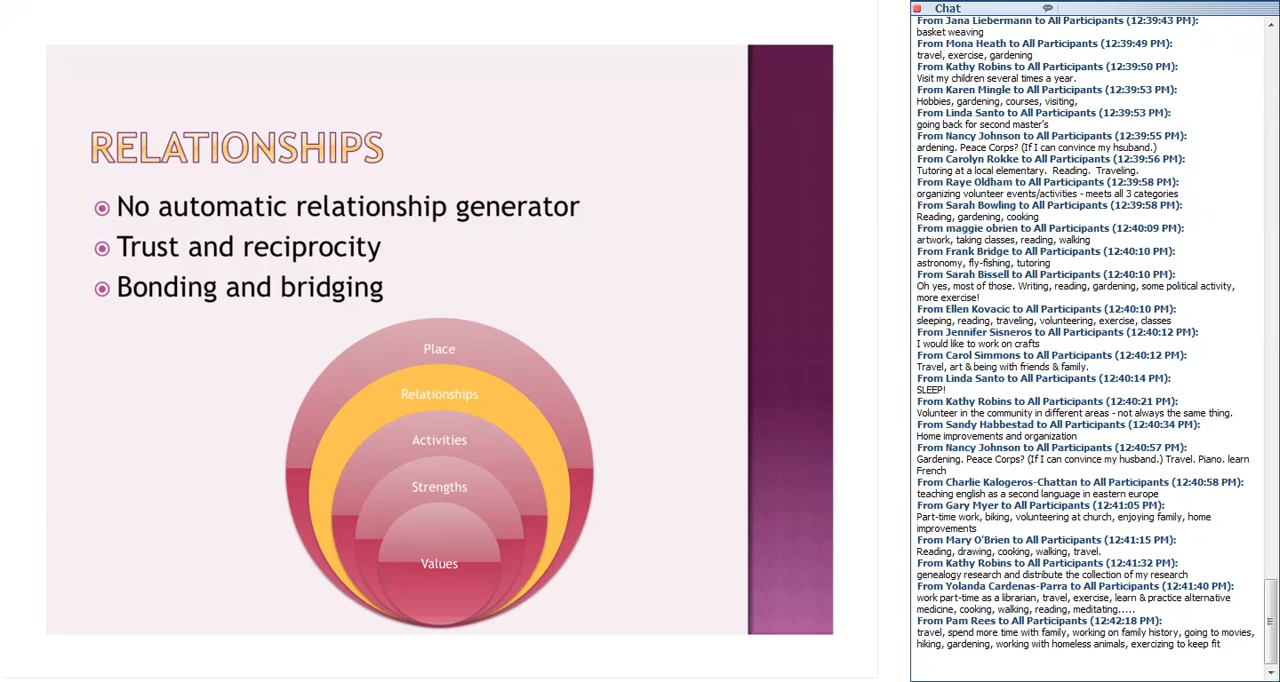 RELATIONSHIPS
No automatic relationship generator
Trust and reciprocity
Bonding and bridging
Place
Relationships
Activities
Strengths
Values
Chat
From Jana Liebermann to All Participants (12:39:43 PM):
basket weaving
From Mona Heath to All Participants (12:39:49 PM):
travel, exercise, gardening
From Kathy Robins to All Participants (12:39:50 PM):
Visit my children several times a year.
From Karen Mingle to All Participants (12:39:53 PM):
Hobbies, gardening, courses, visiting,
From Linda Santo to All Participants (12:39:53 PM):
going back for second master's
From Nancy Johnson to All Participants (12:39:55 PM):
ardening. Peace Corps? (If I can convince my hsuband.)
From Carolyn Rokke to All Participants (12:39:56 PM):
Tutoring at a local elementary. Reading. Traveling.
From Raye Oldham to All Participants (12:39:58 PM):
organizing volunteer events/activities - meets all 3 categories
From Sarah Bowling to All Participants (12:39:58 PM):
Reading, gardening, cooking
From maggie obrien to All Participants (12:40:09 PM):
artwork, taking classes, reading, walking
From Frank Bridge to All Participants (12:40:10 PM):
astronomy, fly-fishing, tutoring
From Sarah Bissell to All Participants (12:40:10 PM):
Oh yes, most of those. Writing, reading, gardening, some political activity,
more exercise!
From Ellen Kovacic to All Participants (12:40:10 PM):
sleeping, reading, traveling, volunteering, exercise, classes
From Jennifer Sisneros to All Participants (12:40:12 PM):
I would like to work on crafts
From Carol Simmons to All Participants (12:40:12 PM):
Travel, art & being with friends & family.
From Linda Santo to All Participants (12:40:14 PM):
SLEEP!
From Kathy Robins to All Participants (12:40:21 PM):
Volunteer in the community in different areas - not always the same thing.
From Sandy Habbestad to All Participants (12:40:34 PM):
Home improvements and organization
From Nancy Johnson to All Participants (12:40:57 PM):
Gardening. Peace Corps? (If I can convince my husband.) Travel. Piano. learn
French
From Charlie Kalogeros-Chattan to All Participants (12:40:58 PM):
teaching english as a second language in eastern europe
From Gary Myer to All Participants (12:41:05 PM):
Part-time work, biking, volunteering at church, enjoying family, home
improvements
From Mary O'Brien to All Participants (12:41:15 PM):
Reading, drawing, cooking, walking, travel.
From Kathy Robins to All Participants (12:41:32 PM):
genealogy research and distribute the collection of my research
From Yolanda Cardenas-Parra to All Participants (12:41:40 PM):
work part-time as a librarian, travel, exercise, learn & practice alternative
medicine, cooking, walking, reading, meditating.....
From Pam Rees to All Participants (12:42:18 PM):
travel, spend more time with family, working on family history, going to movies,
hiking, gardening, working with homeless animals, exercizing to keep fit